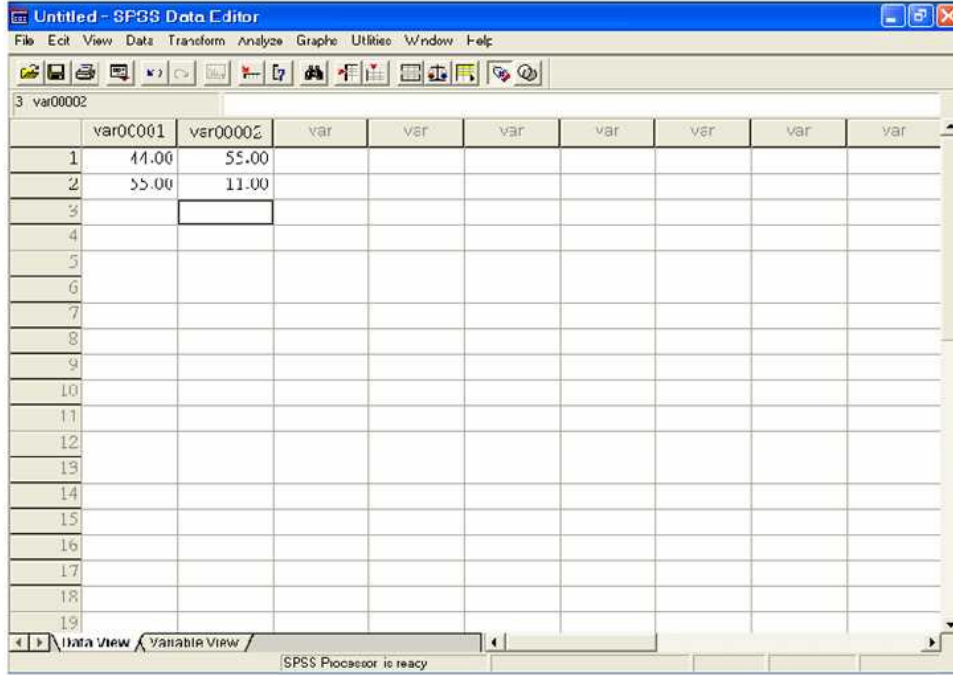 Untitled - SPSS Data Editor
File Edit View Data Transform Analyze Graphs Utilities Window Help
3 var00002
var00001 var00002 var var var var var var var
1 44.00 55.00
2 55.00 11.00
3
4
5
6
7
8
9
10
11
12
13
14
15
16
17
18
19
Data View Variable View
SPSS Processor is ready